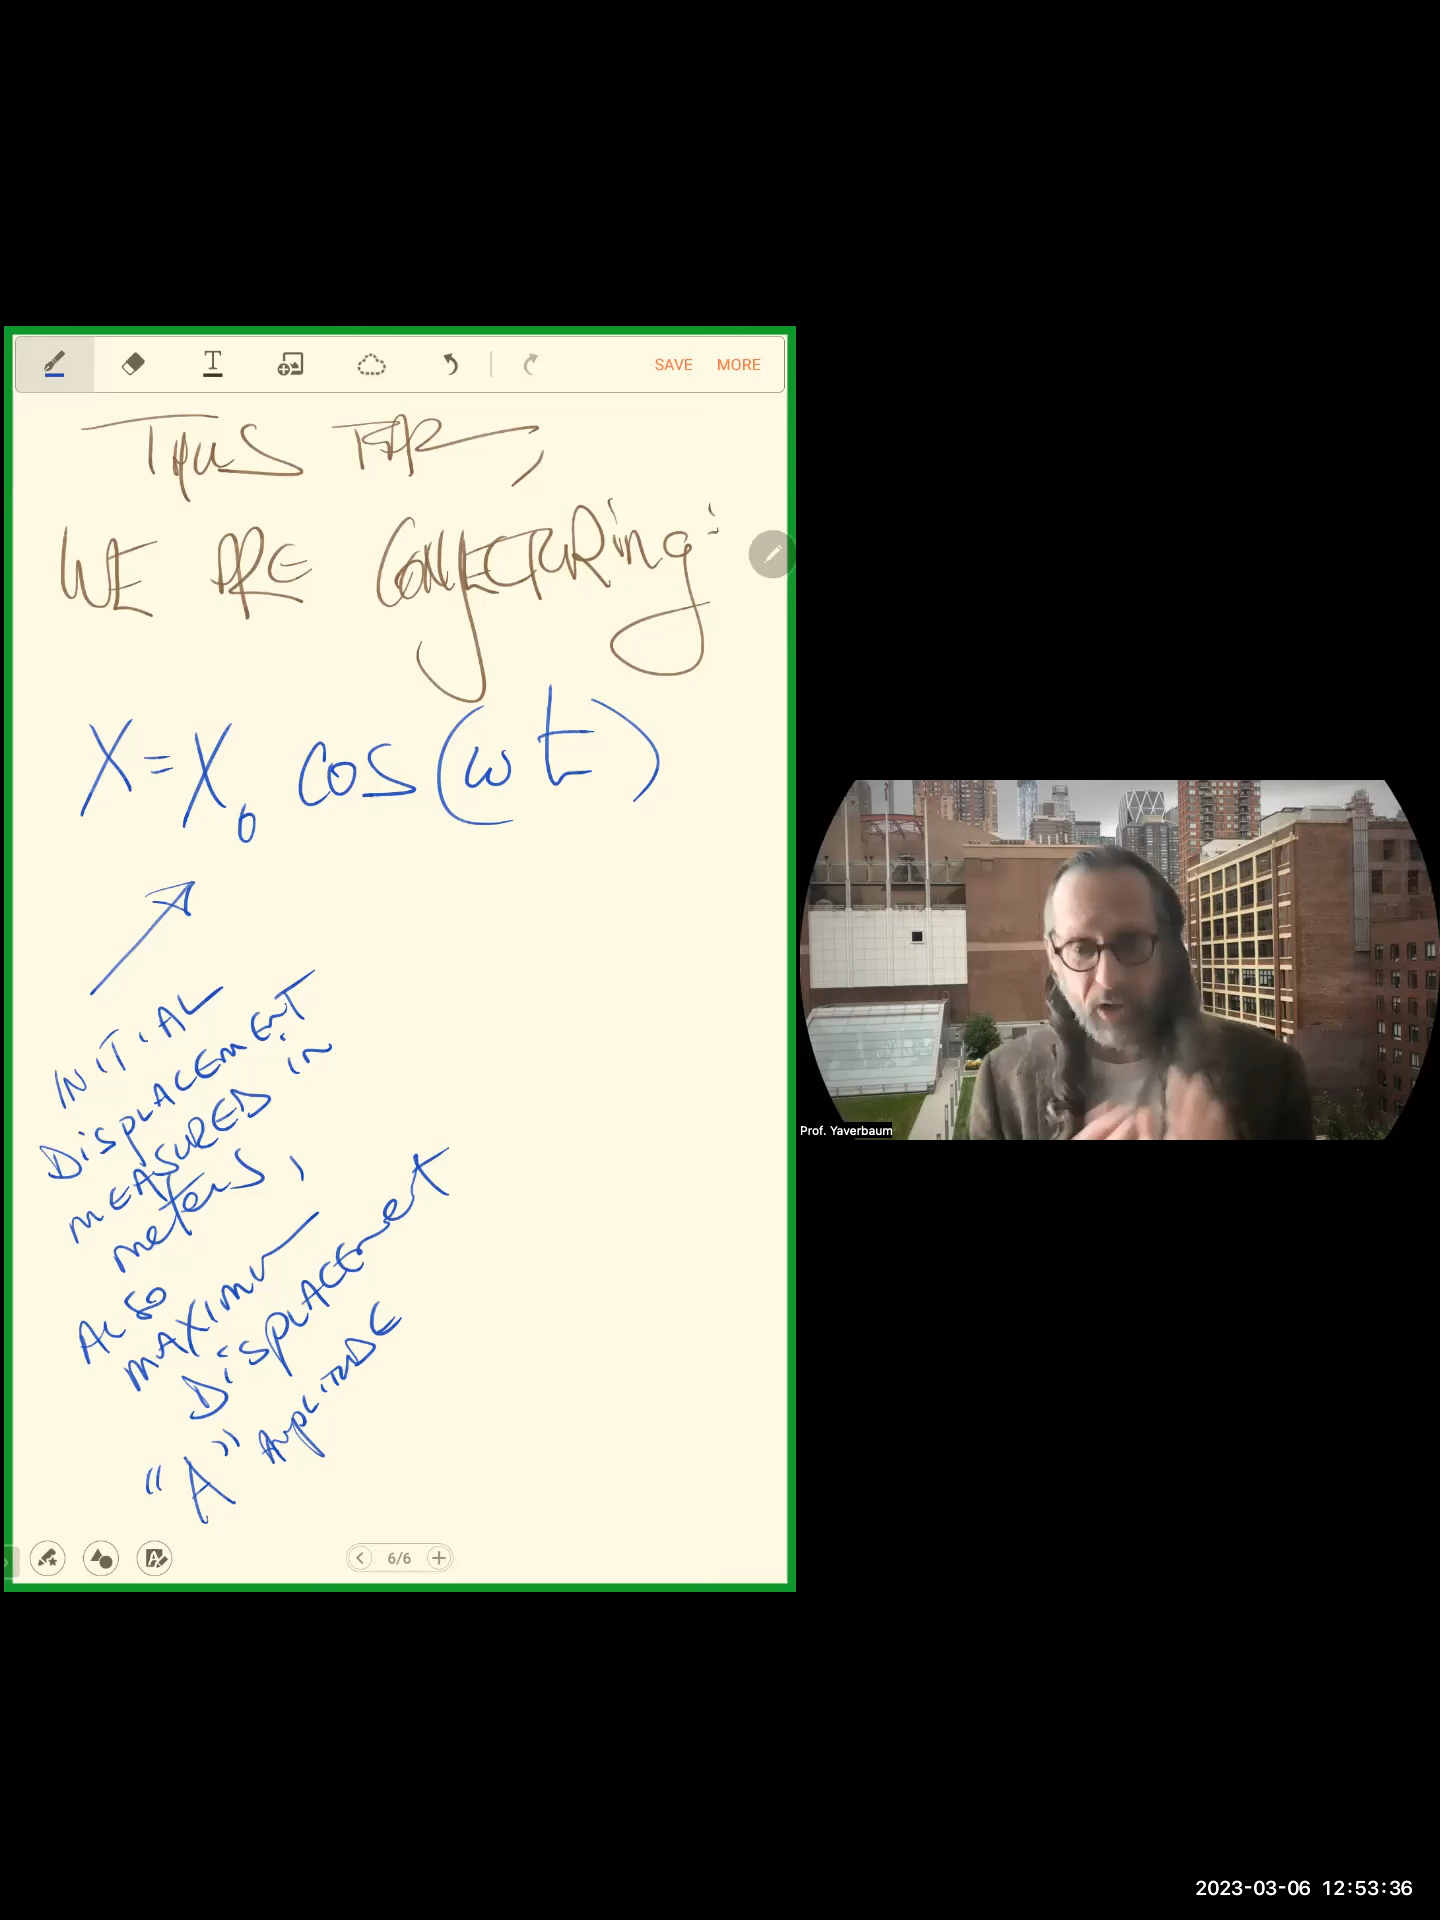 T
SAVE
MORE
THUS FAR,
WE ARE CONJECTURing:
X = X₀ cos(ωt)
INITIAL
DISPLACEMENT
MEASURED in
meters,
ALSO
MAXIMUM
DISPLACEMENT
"A" AMPLITUDE
6/6
Prof. Yaverbaum
2023-03-06 12:53:36